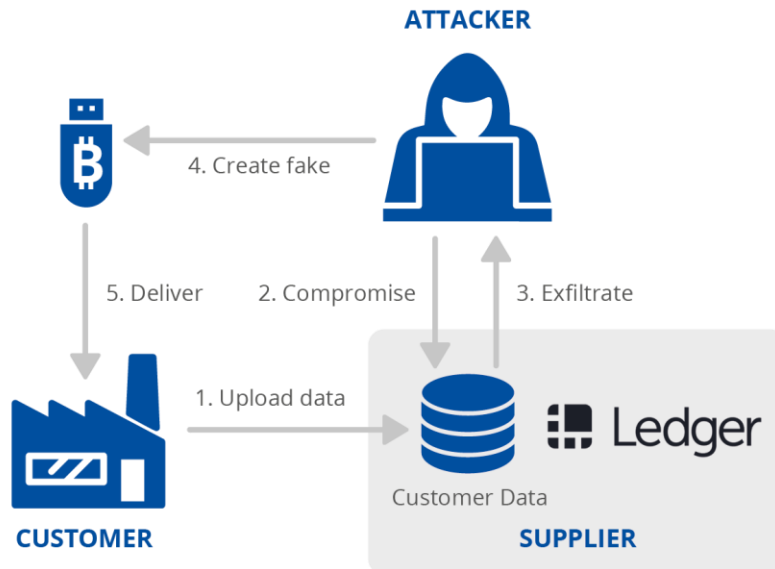 ATTACKER
4. Create fake
5. Deliver
2. Compromise
3. Exfiltrate
1. Upload data
Ledger
Customer Data
CUSTOMER
SUPPLIER